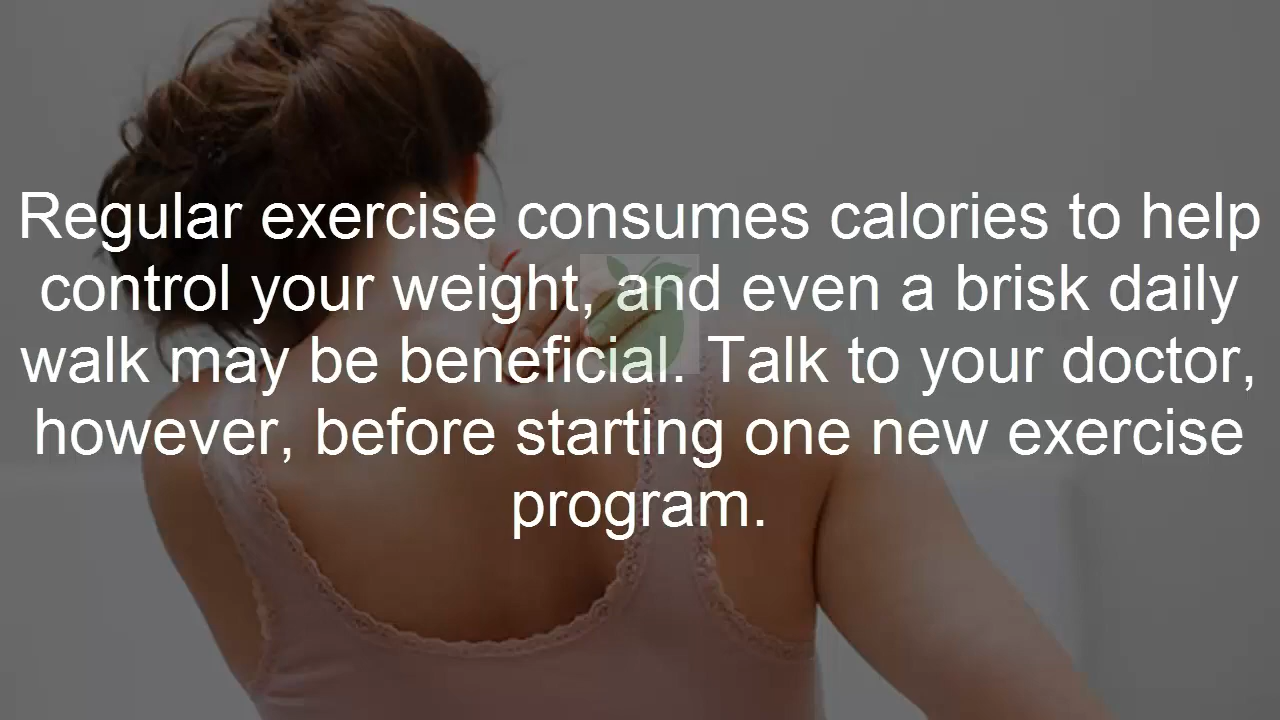 Regular exercise consumes calories to help
control your weight, and even a brisk daily
walk may be beneficial. Talk to your doctor,
however, before starting one new exercise
program.